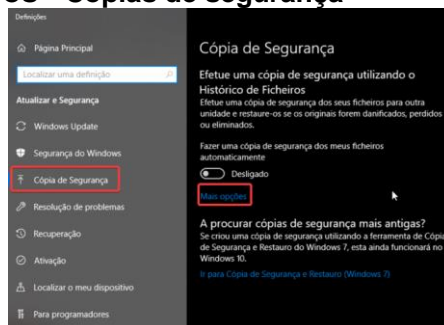 Cópias de segurança
Definições
Página Principal
Localizar uma definição
Atualizar e Segurança
Windows Update
Segurança do Windows
Cópia de Segurança
Resolução de problemas
Recuperação
Ativação
Localizar o meu dispositivo
Para programadores
Cópia de Segurança
Efetue uma cópia de segurança utilizando o
Histórico de Ficheiros
Efetue uma cópia de segurança dos seus ficheiros para outra
unidade e restaure-os se os originais forem danificados, perdidos
ou eliminados.
Fazer uma cópia de segurança dos meus ficheiros
automaticamente
Desligado
Mais opções
A procurar cópias de segurança mais antigas?
Se criou uma cópia de segurança utilizando a ferramenta de Cópia
de Segurança e Restauro do Windows 7, esta ainda funcionará no
Windows 10.
Ir para Cópia de Segurança e Restauro (Windows 7)